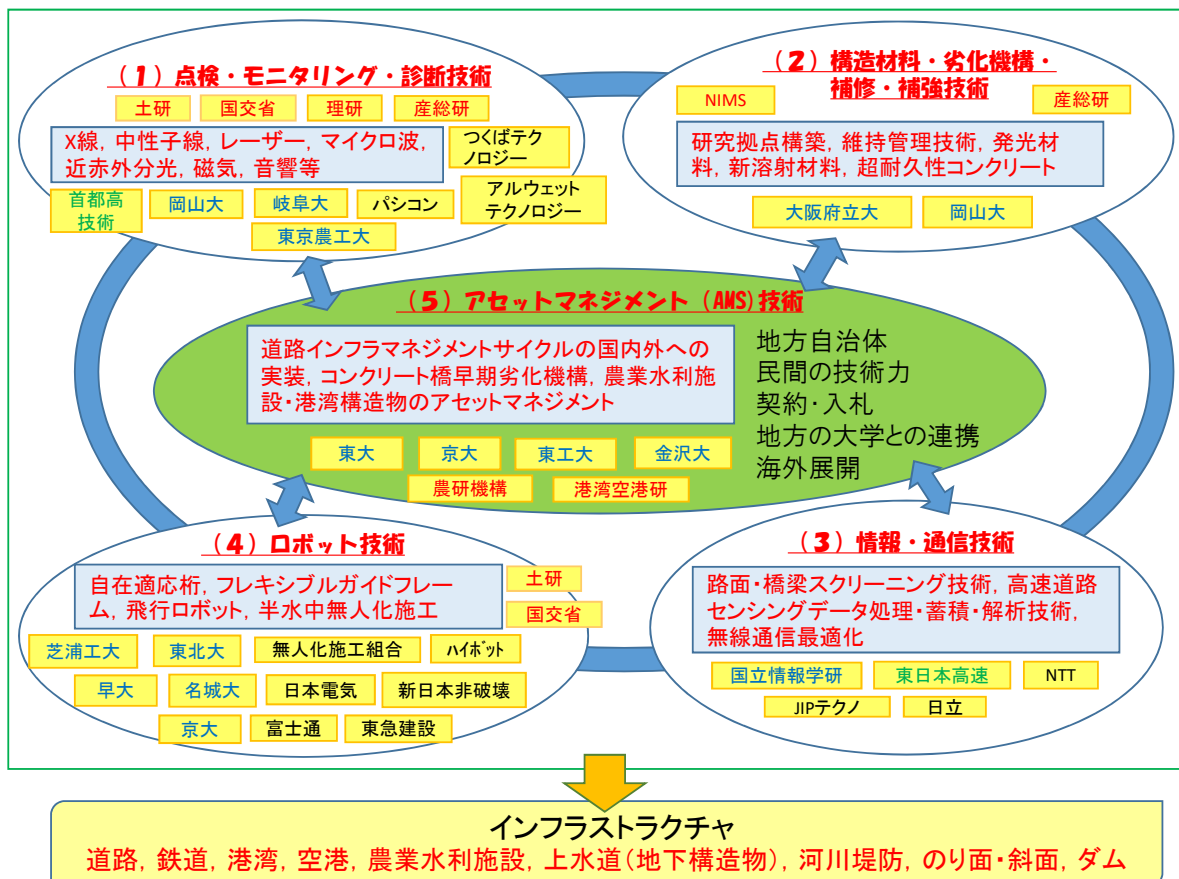 (1)点検・モニタリング・診断技術
土研
国交省
理研
産総研
X線, 中性子線, レーザー, マイクロ波,
近赤外分光, 磁気, 音響等
つくばテク
ノロジー
アルウェット
テクノロジー
首都高
技術
岡山大
岐阜大
パシコン
東京農工大
(2)構造材料・劣化機構・
補修・補強技術
NIMS
産総研
研究拠点構築, 維持管理技術, 発光材
料, 新溶射材料, 超耐久性コンクリート
大阪府立大
岡山大
(5)アセットマネジメント(AMS)技術
道路インフラマネジメントサイクルの国内外への
実装, コンクリート橋早期劣化機構, 農業水利施
設・港湾構造物のアセットマネジメント
地方自治体
民間の技術力
契約・入札
地方の大学との連携
海外展開
東大
京大
東工大
金沢大
農研機構
港湾空港研
(4)ロボット技術
自在適応桁, フレキシブルガイドフレー
ム, 飛行ロボット, 半水中無人化施工
土研
国交省
芝浦工大
東北大
無人化施工組合
ハイボット
早大
名城大
日本電気
新日本非破壊
京大
富士通
東急建設
(3)情報・通信技術
路面・橋梁スクリーニング技術, 高速道路
センシングデータ処理・蓄積・解析技術,
無線通信最適化
国立情報学研
東日本高速
NTT
JIPテクノ
日立
インフラストラクチャ
道路, 鉄道, 港湾, 空港, 農業水利施設, 上水道(地下構造物), 河川堤防, のり面・斜面, ダム